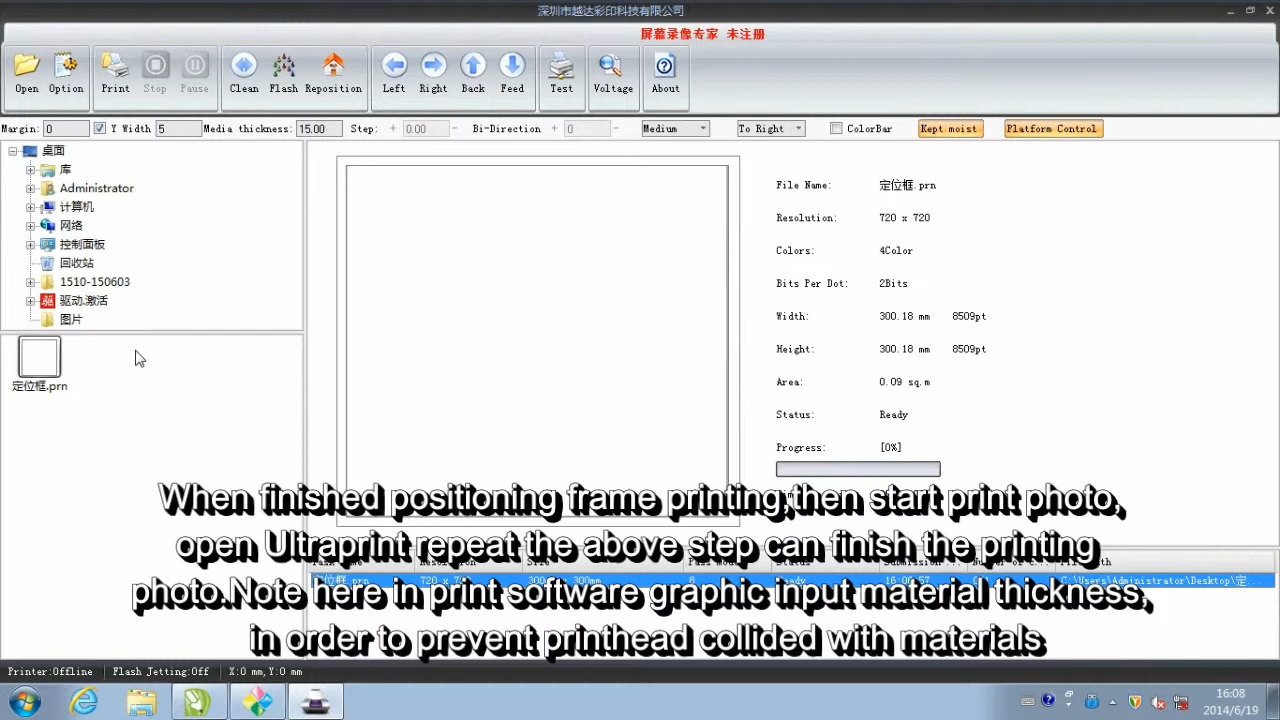 深圳市越达彩印科技有限公司
屏幕录像专家 未注册
Open Option Print Stop Pause Clean Flash Reposition Left Right Back Feed Test Voltage About
Margin: 0 Y Width 5 Media thickness: 15.00 Step: + 0.00 - Bi-Direction + 0 - Medium To Right ColorBar Kept moist Platform Control
桌面
库
Administrator
计算机
网络
控制面板
回收站
1510-150603
驱动.激活
图片
定位框.prn
File Name: 定位框.prn
Resolution: 720 x 720
Colors: 4Color
Bits Per Dot: 2Bits
Width: 300.18 mm 8509pt
Height: 300.18 mm 8509pt
Area: 0.09 sq.m
Status: Ready
Progress: [0%]
When finished positioning frame printing,then start print photo,
open Ultraprint repeat the above step can finish the printing
photo.Note here in print software graphic input material thickness,
in order to prevent printhead collided with materials
C:\Users\Administrator\Desktop\定...
Printer:Offline Flash Jetting:Off X:0 mm,Y:0 mm
16:08
2014/6/19